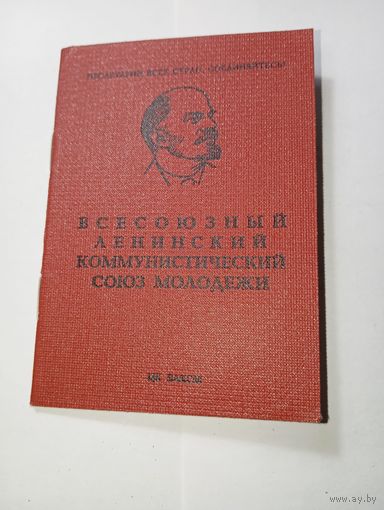 ПРОЛЕТАРИИ ВСЕХ СТРАН, СОЕДИНЯЙТЕСЬ!
ВСЕСОЮЗНЫЙ
ЛЕНИНСКИЙ
КОММУНИСТИЧЕСКИЙ
СОЮЗ МОЛОДЕЖИ
ЦК ВЛКСМ
www.ay.by